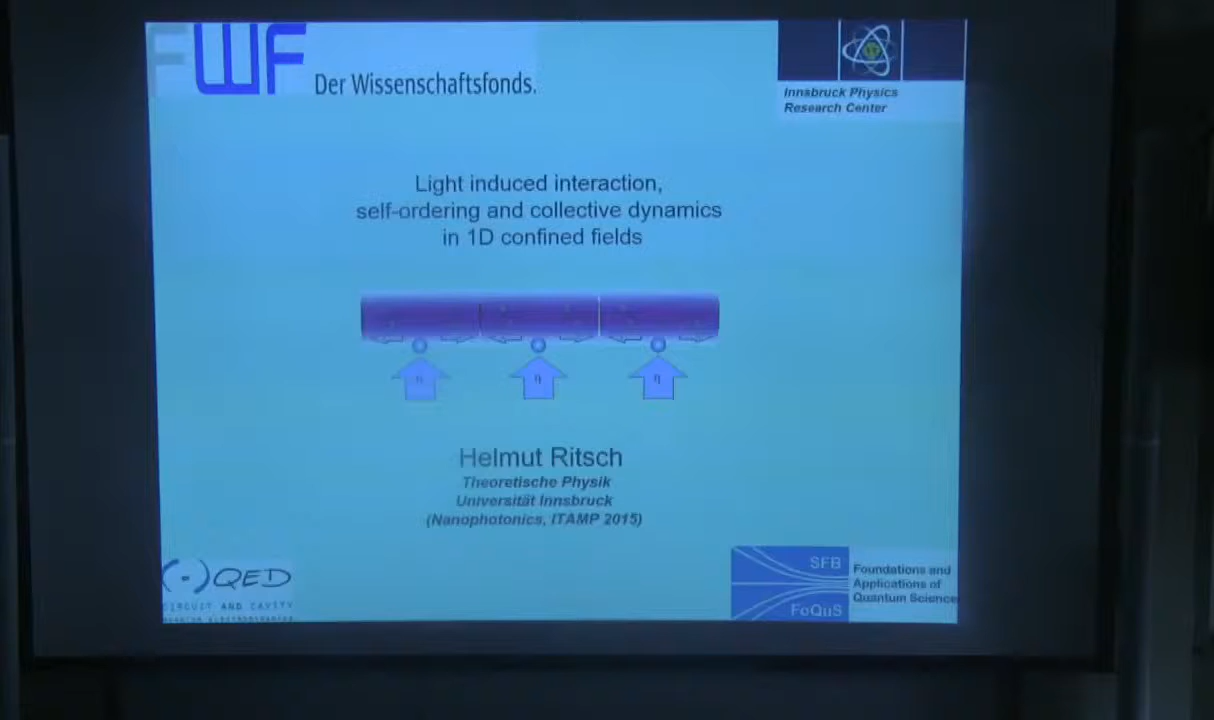 FWF
Der Wissenschaftsfonds.
Innsbruck Physics
Research Center
Light induced interaction,
self-ordering and collective dynamics
in 1D confined fields
η η η
Helmut Ritsch
Theoretische Physik
Universität Innsbruck
(Nanophotonics, ITAMP 2015)
(·)QED
CIRCUIT AND CAVITY
QUANTUM ELECTRODYNAMICS
SFB
FoQuS
Foundations and
Applications of
Quantum Science